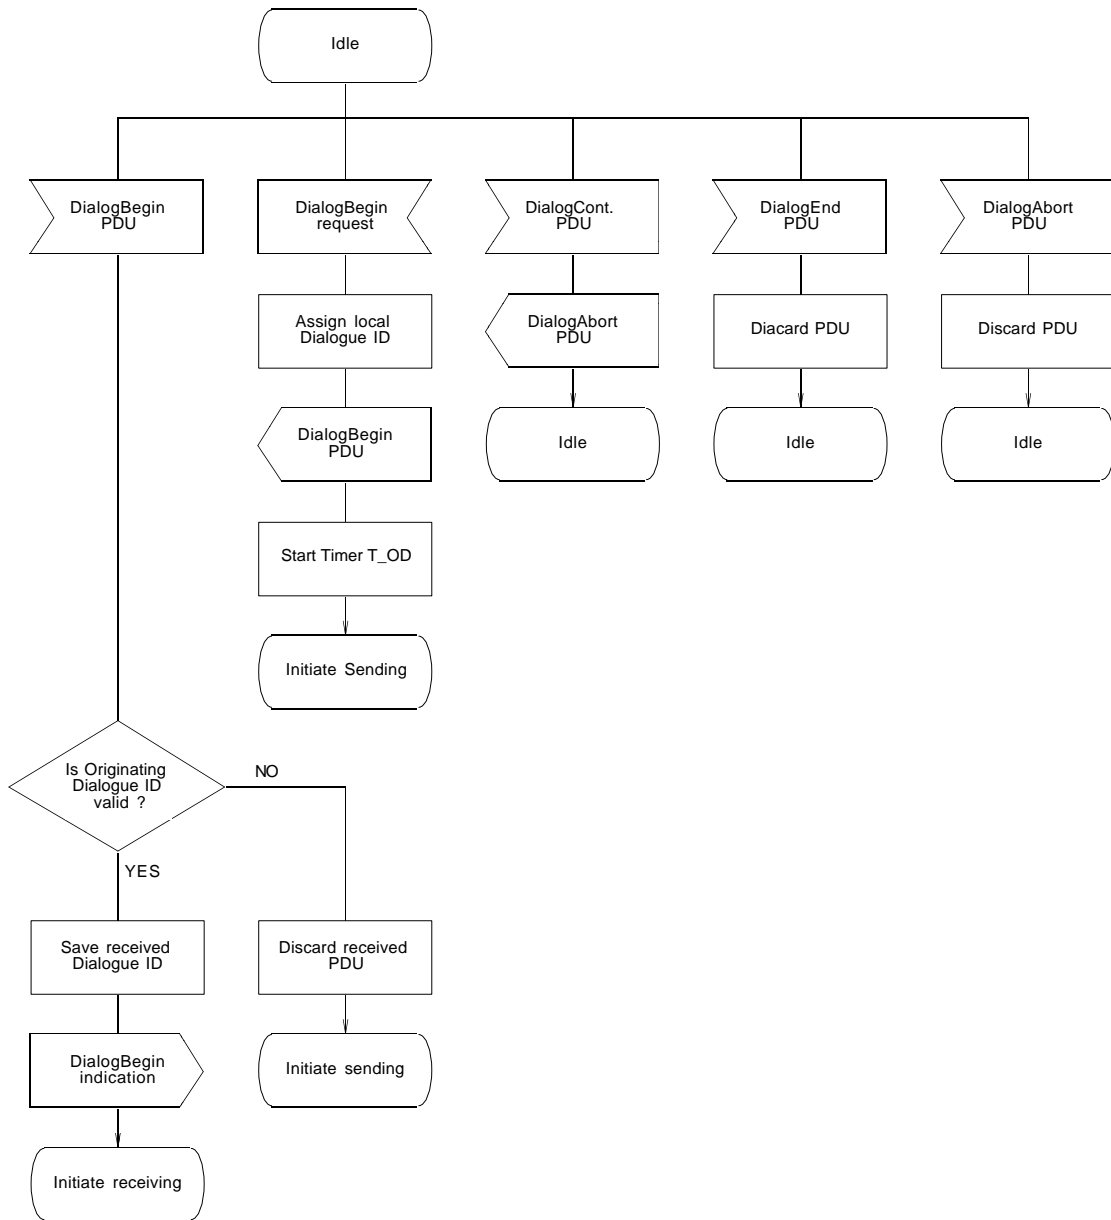 Idle
DialogBegin
PDU
DialogBegin
request
DialogCont.
PDU
DialogEnd
PDU
DialogAbort
PDU
Assign local
Dialogue ID
DialogAbort
PDU
Diacard PDU
Discard PDU
DialogBegin
PDU
Idle
Idle
Idle
Start Timer T_OD
Initiate Sending
Is Originating
Dialogue ID
valid ?
NO
YES
Save received
Dialogue ID
Discard received
PDU
DialogBegin
indication
Initiate sending
Initiate receiving